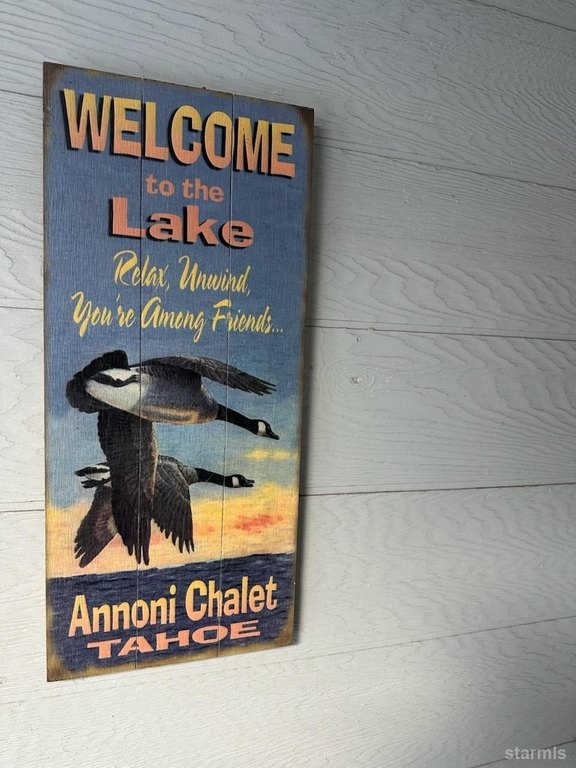 WELCOME
to the
Lake
Relax, Unwind,
You're Among Friends...
Annoni Chalet
TAHOE
starmls